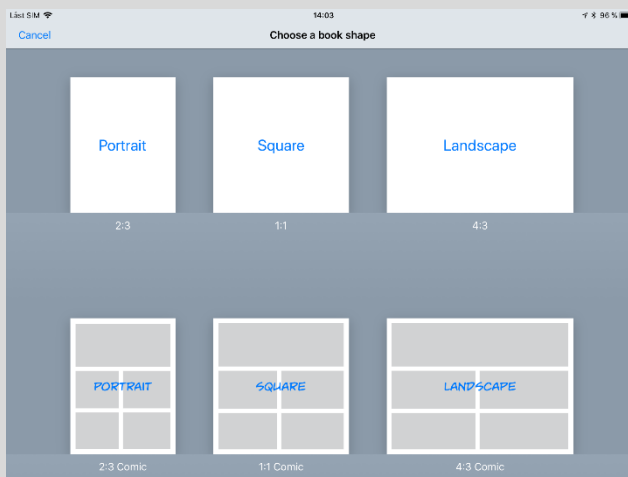 Låst SIM 14:03 96 %
Cancel Choose a book shape
Portrait Square Landscape
2:3 1:1 4:3
PORTRAIT SQUARE LANDSCAPE
2:3 Comic 1:1 Comic 4:3 Comic